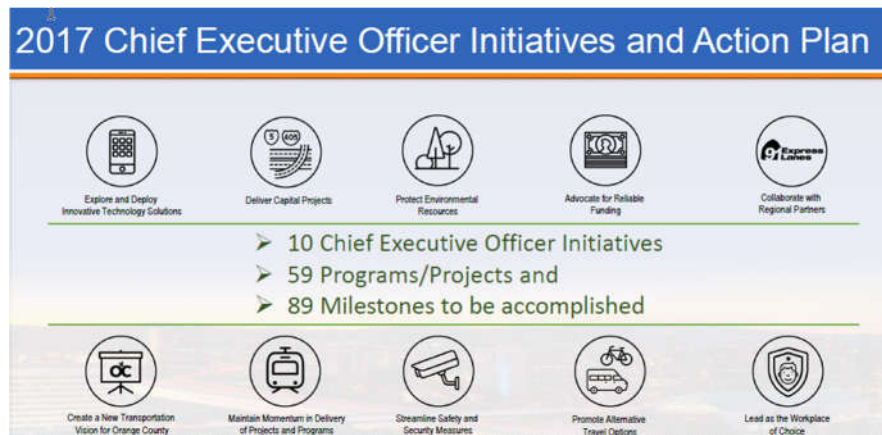 2017 Chief Executive Officer Initiatives and Action Plan
5 405
91 Express
Lanes
Explore and Deploy
Innovative Technology Solutions
Deliver Capital Projects
Protect Environmental
Resources
Advocate for Reliable
Funding
Collaborate with
Regional Partners
➢ 10 Chief Executive Officer Initiatives
➢ 59 Programs/Projects and
➢ 89 Milestones to be accomplished
Create a New Transportation
Vision for Orange County
Maintain Momentum in Delivery
of Projects and Programs
Streamline Safety and
Security Measures
Promote Alternative
Travel Options
Lead as the Workplace
of Choice